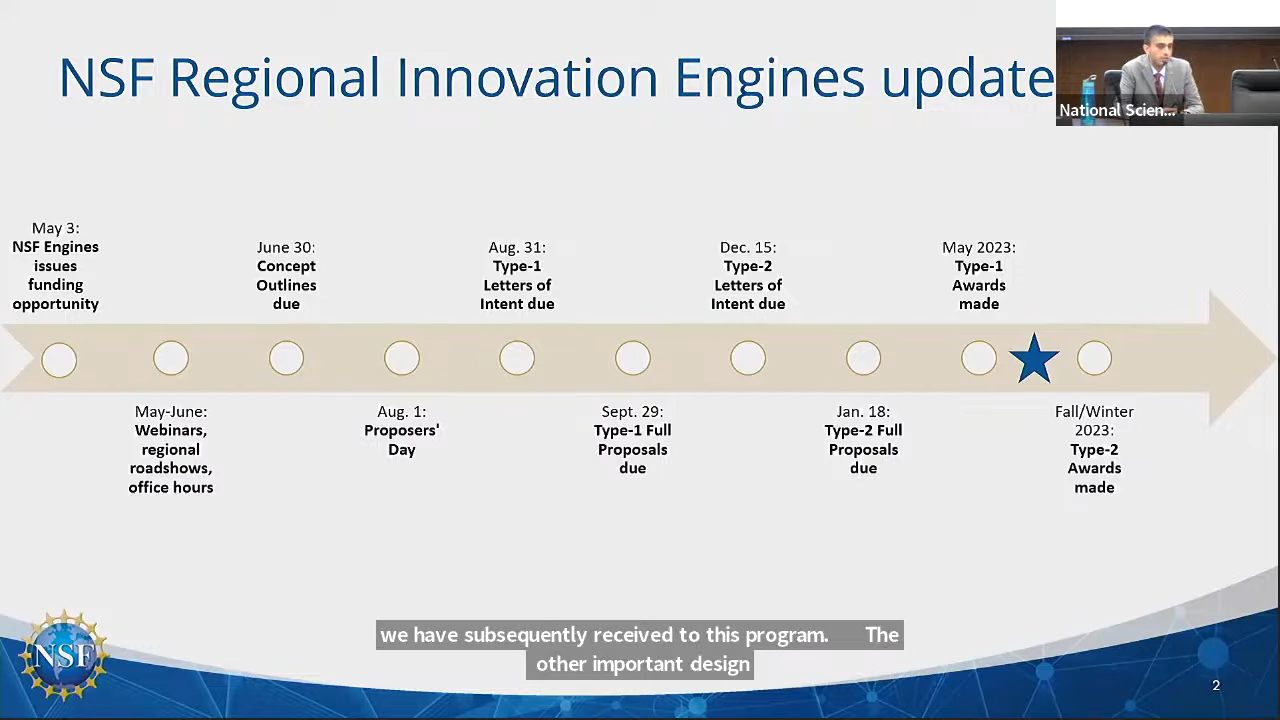 NSF Regional Innovation Engines update
National Scien...
May 3:
NSF Engines
issues
funding
opportunity
June 30:
Concept
Outlines
due
Aug. 31:
Type-1
Letters of
Intent due
Dec. 15:
Type-2
Letters of
Intent due
May 2023:
Type-1
Awards
made
May-June:
Webinars,
regional
roadshows,
office hours
Aug. 1:
Proposers'
Day
Sept. 29:
Type-1 Full
Proposals
due
Jan. 18:
Type-2 Full
Proposals
due
Fall/Winter
2023:
Type-2
Awards
made
we have subsequently received to this program. The
other important design
NSF
2